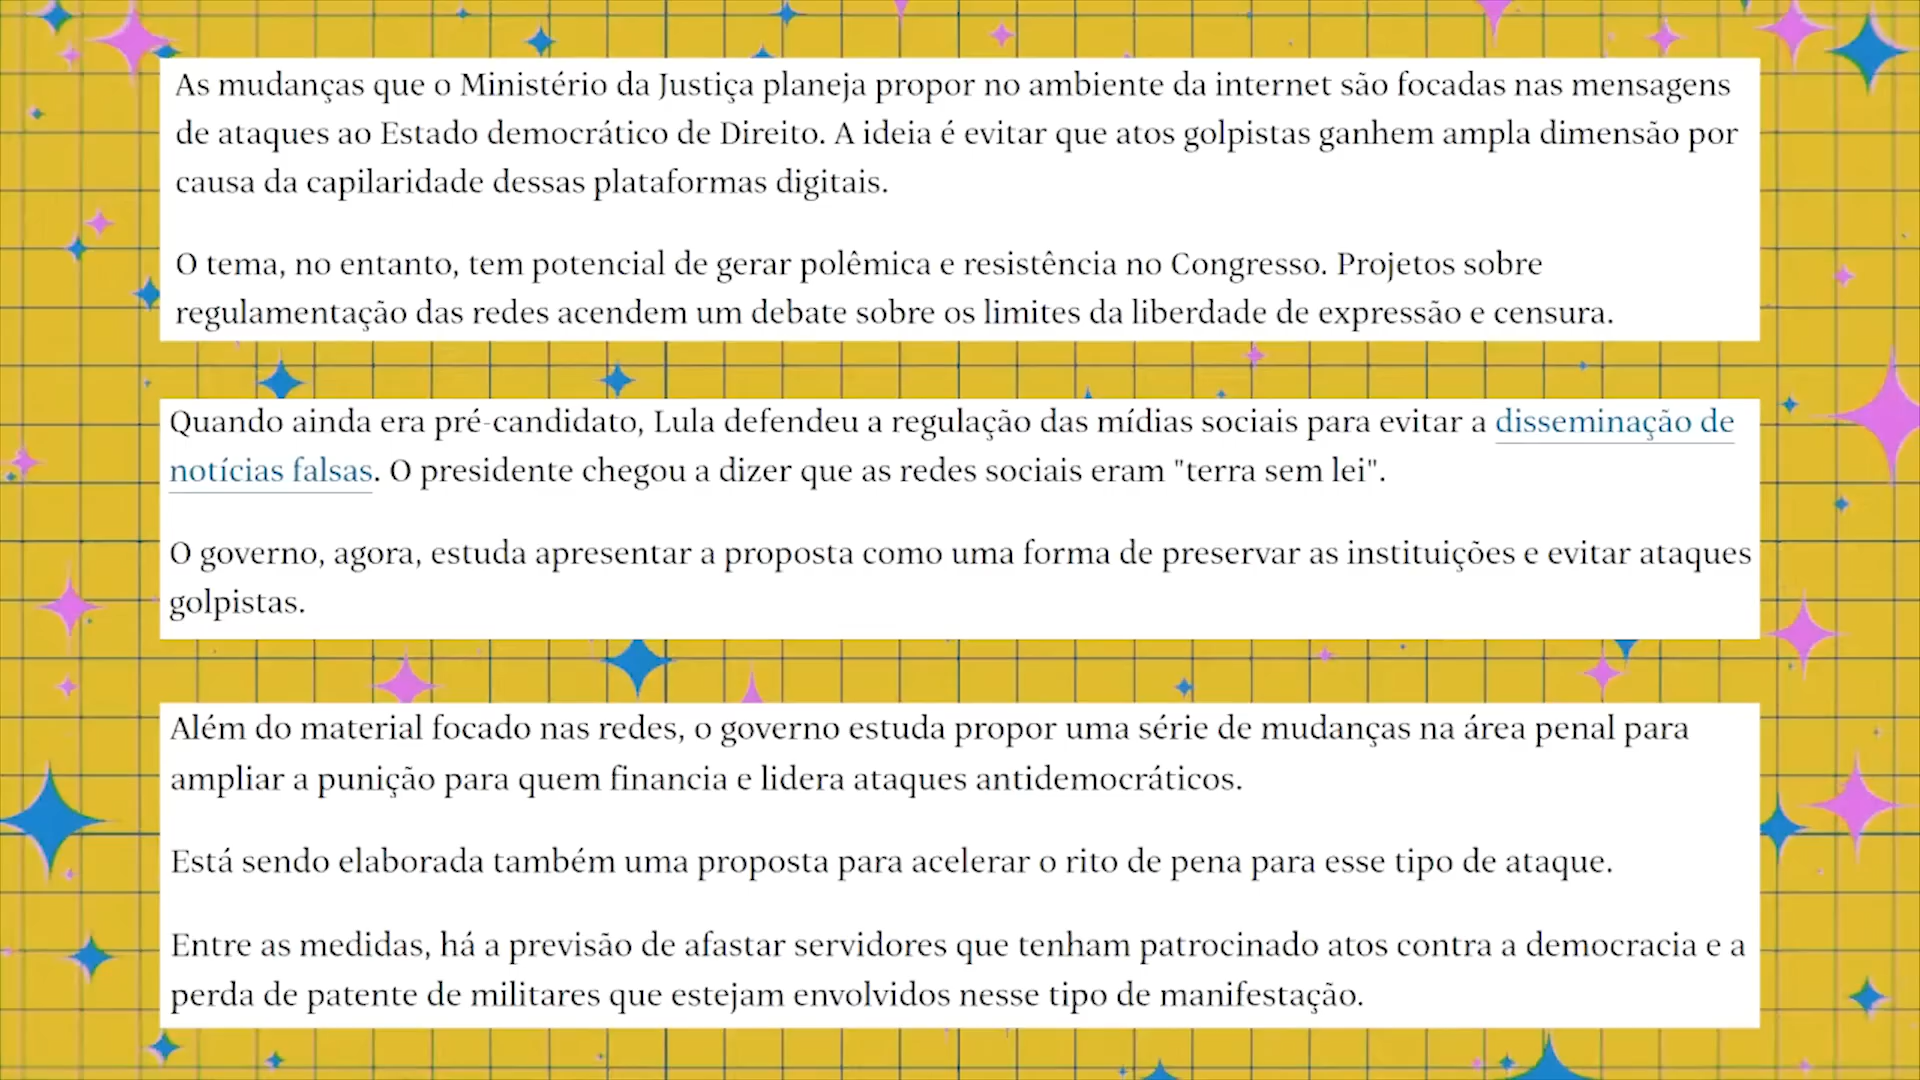 As mudanças que o Ministério da Justiça planeja propor no ambiente da internet são focadas nas mensagens
de ataques ao Estado democrático de Direito. A ideia é evitar que atos golpistas ganhem ampla dimensão por
causa da capilaridade dessas plataformas digitais.
O tema, no entanto, tem potencial de gerar polêmica e resistência no Congresso. Projetos sobre
regulamentação das redes acendem um debate sobre os limites da liberdade de expressão e censura.
Quando ainda era pré-candidato, Lula defendeu a regulação das mídias sociais para evitar a disseminação de
notícias falsas. O presidente chegou a dizer que as redes sociais eram "terra sem lei".
O governo, agora, estuda apresentar a proposta como uma forma de preservar as instituições e evitar ataques
golpistas.
Além do material focado nas redes, o governo estuda propor uma série de mudanças na área penal para
ampliar a punição para quem financia e lidera ataques antidemocráticos.
Está sendo elaborada também uma proposta para acelerar o rito de pena para esse tipo de ataque.
Entre as medidas, há a previsão de afastar servidores que tenham patrocinado atos contra a democracia e a
perda de patente de militares que estejam envolvidos nesse tipo de manifestação.